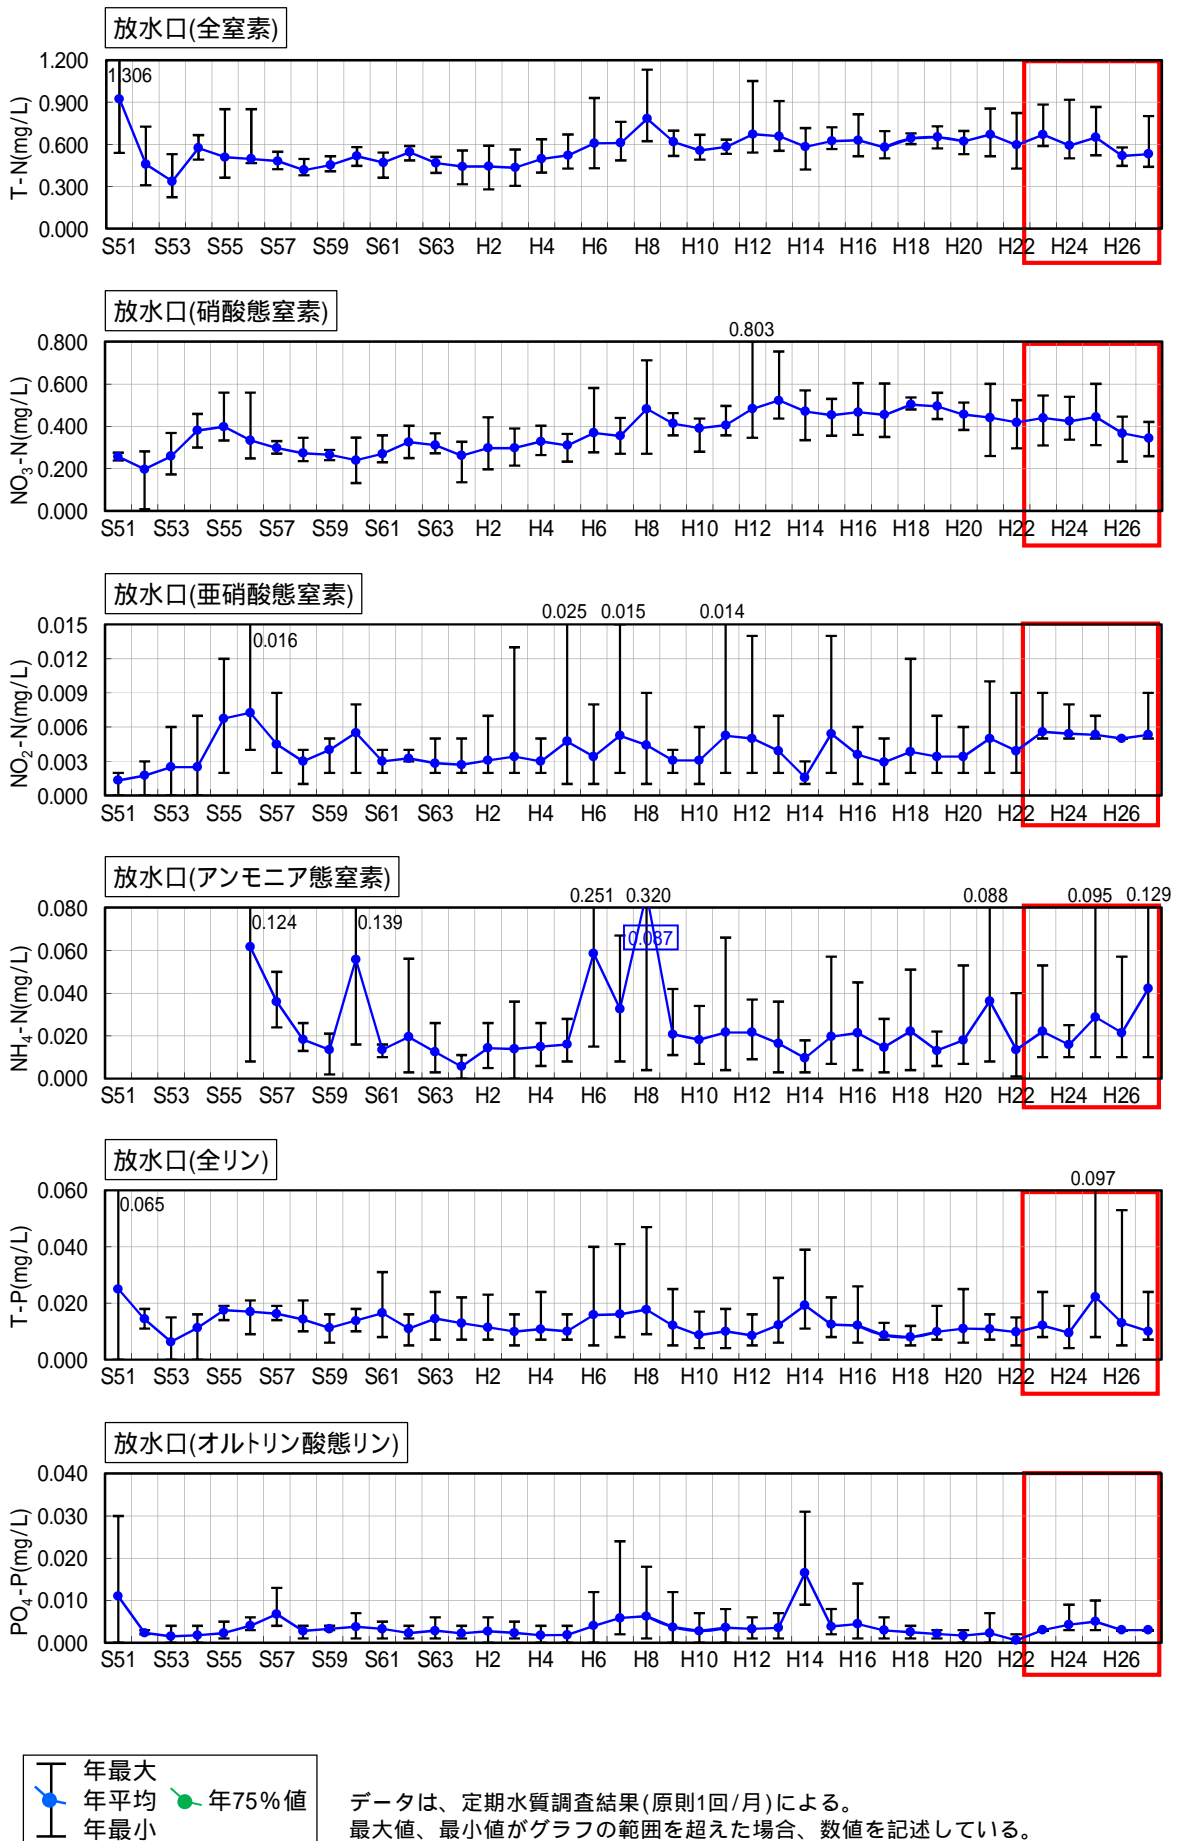 放水口(全窒素)
T-N(mg/L)
1.200
0.900
0.600
0.300
0.000
1.306
S51 S53 S55 S57 S59 S61 S63 H2 H4 H6 H8 H10 H12 H14 H16 H18 H20 H22 H24 H26
放水口(硝酸態窒素)
NO₃-N(mg/L)
0.800
0.600
0.400
0.200
0.000
0.803
S51 S53 S55 S57 S59 S61 S63 H2 H4 H6 H8 H10 H12 H14 H16 H18 H20 H22 H24 H26
放水口(亜硝酸態窒素)
NO₂-N(mg/L)
0.015
0.012
0.009
0.006
0.003
0.000
0.016
0.025 0.015 0.014
S51 S53 S55 S57 S59 S61 S63 H2 H4 H6 H8 H10 H12 H14 H16 H18 H20 H22 H24 H26
放水口(アンモニア態窒素)
NH₄-N(mg/L)
0.080
0.060
0.040
0.020
0.000
0.124 0.139 0.251 0.320 0.088 0.095 0.129
0.087
S51 S53 S55 S57 S59 S61 S63 H2 H4 H6 H8 H10 H12 H14 H16 H18 H20 H22 H24 H26
放水口(全リン)
T-P(mg/L)
0.060
0.040
0.020
0.000
0.065 0.097
S51 S53 S55 S57 S59 S61 S63 H2 H4 H6 H8 H10 H12 H14 H16 H18 H20 H22 H24 H26
放水口(オルトリン酸態リン)
PO₄-P(mg/L)
0.040
0.030
0.020
0.010
0.000
S51 S53 S55 S57 S59 S61 S63 H2 H4 H6 H8 H10 H12 H14 H16 H18 H20 H22 H24 H26
年最大
年平均 年75%値
年最小
データは、定期水質調査結果(原則1回/月)による。
最大値、最小値がグラフの範囲を超えた場合、数値を記述している。